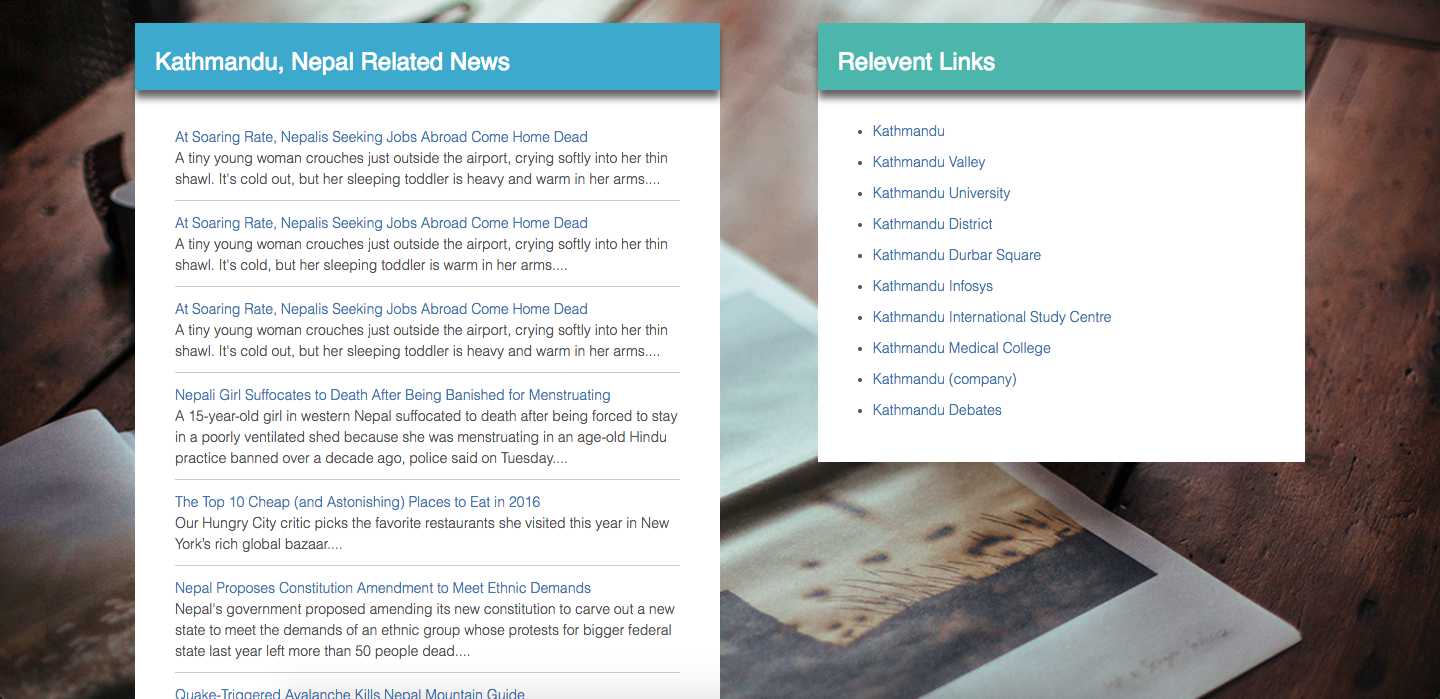 Kathmandu, Nepal Related News
At Soaring Rate, Nepalis Seeking Jobs Abroad Come Home Dead
A tiny young woman crouches just outside the airport, crying softly into her thin
shawl. It's cold out, but her sleeping toddler is heavy and warm in her arms....
At Soaring Rate, Nepalis Seeking Jobs Abroad Come Home Dead
A tiny young woman crouches just outside the airport, crying softly into her thin
shawl. It's cold, but her sleeping toddler is warm in her arms....
At Soaring Rate, Nepalis Seeking Jobs Abroad Come Home Dead
A tiny young woman crouches just outside the airport, crying softly into her thin
shawl. It's cold out, but her sleeping toddler is heavy and warm in her arms....
Nepali Girl Suffocates to Death After Being Banished for Menstruating
A 15-year-old girl in western Nepal suffocated to death after being forced to stay
in a poorly ventilated shed because she was menstruating in an age-old Hindu
practice banned over a decade ago, police said on Tuesday....
The Top 10 Cheap (and Astonishing) Places to Eat in 2016
Our Hungry City critic picks the favorite restaurants she visited this year in New
York's rich global bazaar....
Nepal Proposes Constitution Amendment to Meet Ethnic Demands
Nepal's government proposed amending its new constitution to carve out a new
state to meet the demands of an ethnic group whose protests for bigger federal
state last year left more than 50 people dead....
Quake-Triggered Avalanche Kills Nepal Mountain Guide
Relevent Links
Kathmandu
Kathmandu Valley
Kathmandu University
Kathmandu District
Kathmandu Durbar Square
Kathmandu Infosys
Kathmandu International Study Centre
Kathmandu Medical College
Kathmandu (company)
Kathmandu Debates